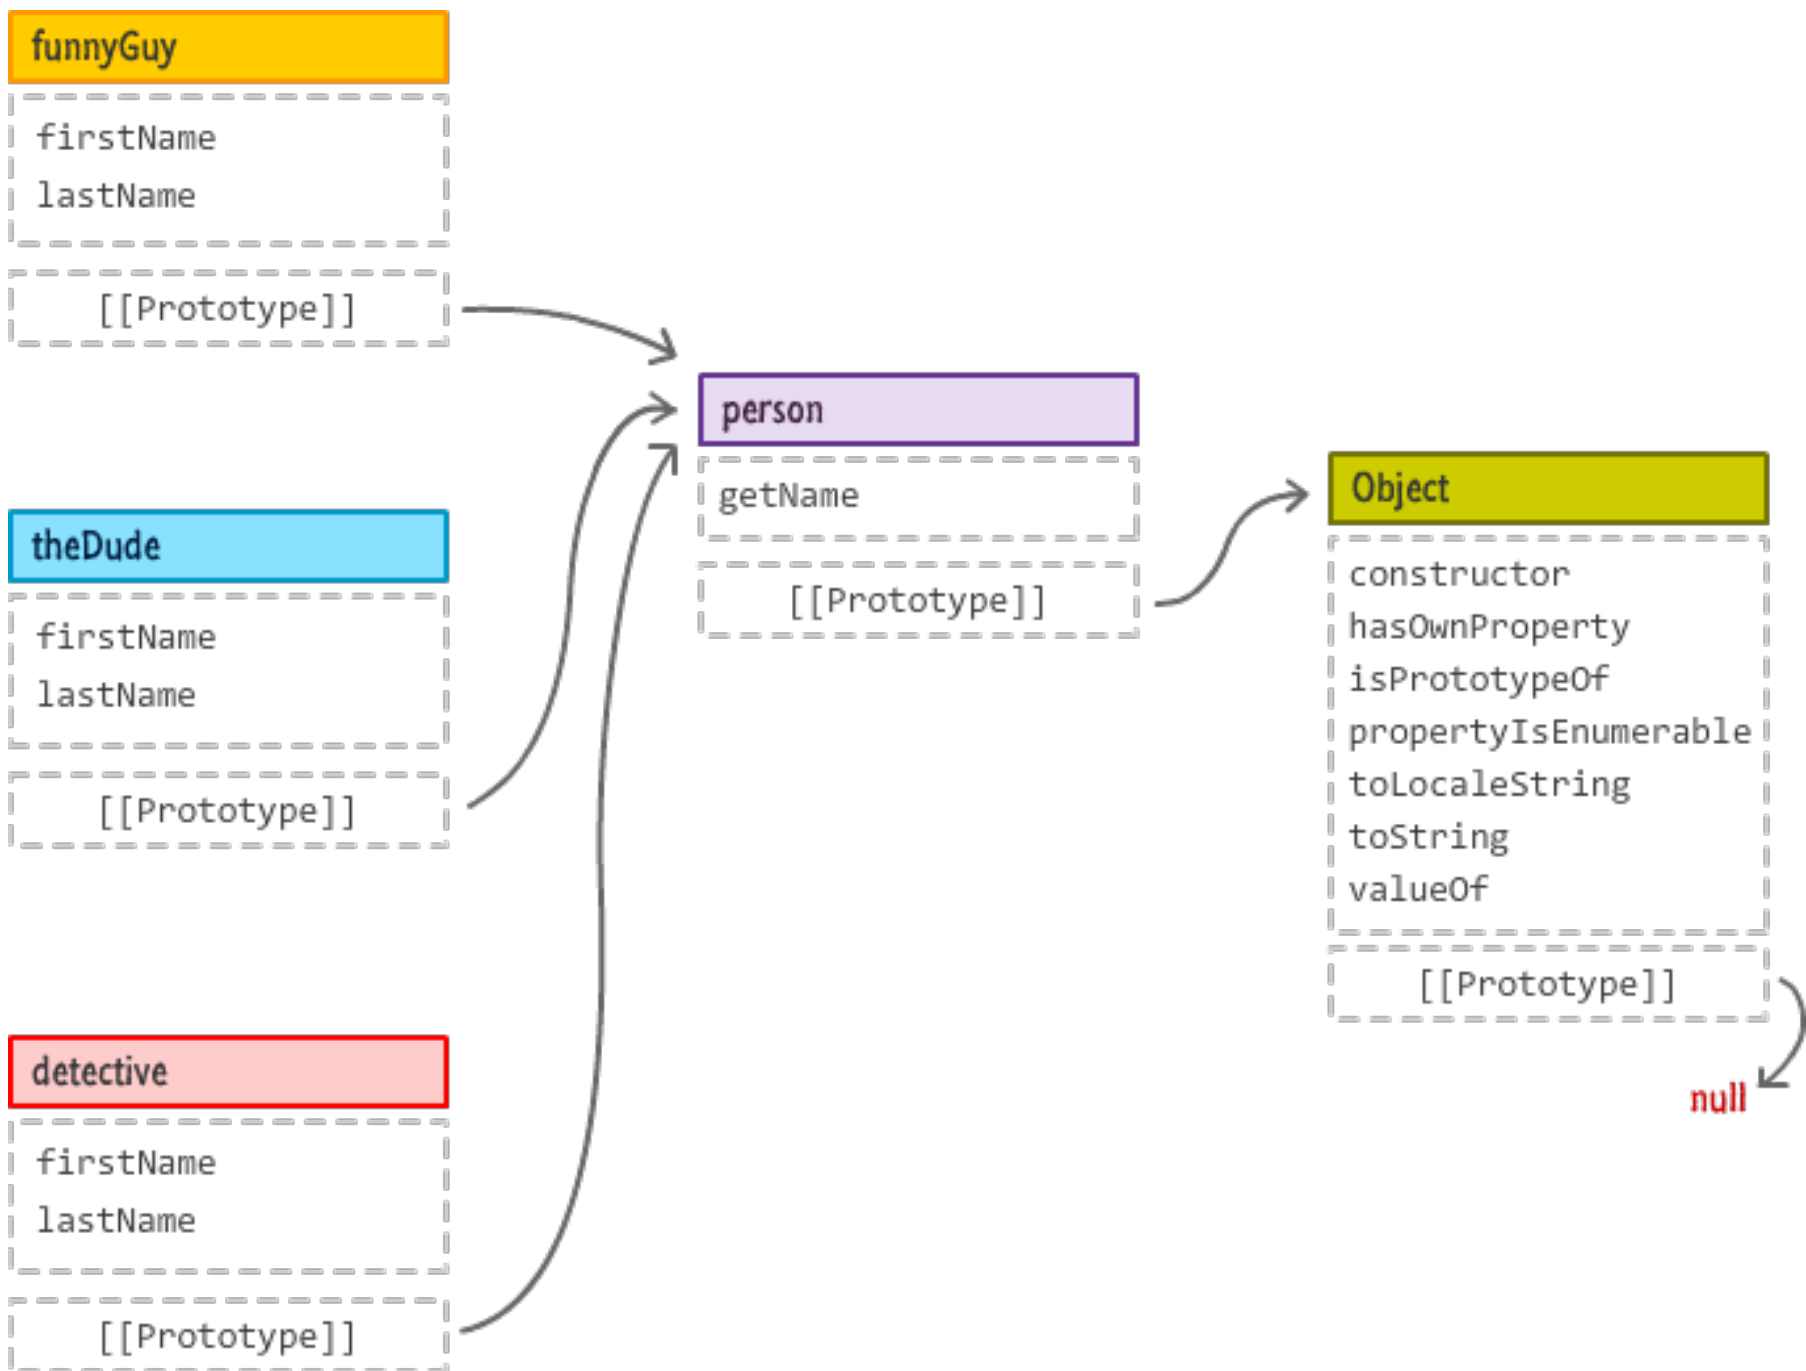 funnyGuy
firstName
lastName
[[Prototype]]
theDude
firstName
lastName
[[Prototype]]
detective
firstName
lastName
[[Prototype]]
person
getName
[[Prototype]]
Object
constructor
hasOwnProperty
isPrototypeOf
propertyIsEnumerable
toLocaleString
toString
valueOf
[[Prototype]]
null